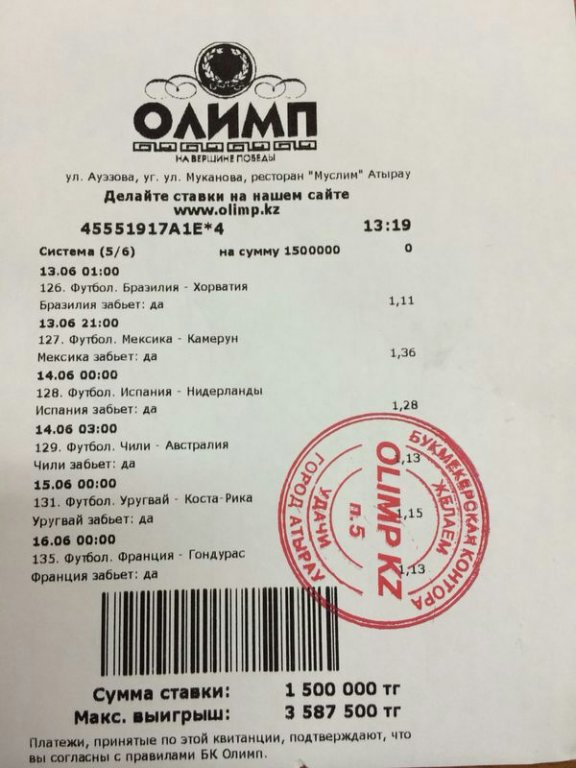 ОЛИМП
НА ВЕРШИНЕ ПОБЕДЫ
ул. Ауэзова, уг. ул. Муканова, ресторан "Муслим" Атырау
Делайте ставки на нашем сайте
www.olimp.kz
45551917A1E*4 13:19
Система (5/6) на сумму 1500000 0
13.06 01:00
126. Футбол. Бразилия - Хорватия
Бразилия забьет: да 1,11
13.06 21:00
127. Футбол. Мексика - Камерун
Мексика забьет: да 1,36
14.06 00:00
128. Футбол. Испания - Нидерланды
Испания забьет: да 1,28
14.06 03:00
129. Футбол. Чили - Австралия
Чили забьет: да 1,13
15.06 00:00
131. Футбол. Уругвай - Коста-Рика
Уругвай забьет: да 1,15
16.06 00:00
135. Футбол. Франция - Гондурас
Франция забьет: да 1,13
БУКМЕКЕРСКАЯ КОНТОРА
ГОРОД АТЫРАУ
ЖЕЛАЕМ
УДАЧИ
OLIMP KZ
п.5
Сумма ставки: 1 500 000 тг
Макс. выигрыш: 3 587 500 тг
Платежи, принятые по этой квитанции, подтверждают, что
вы согласны с правилами БК Олимп.